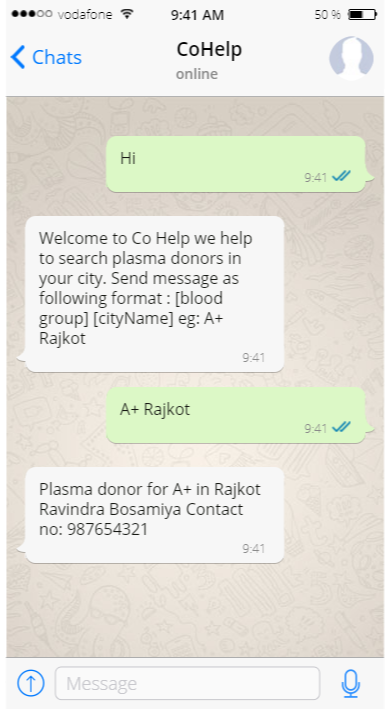 vodafone 9:41 AM 50 %
Chats CoHelp
online
Hi
9:41
Welcome to Co Help we help
to search plasma donors in
your city. Send message as
following format : [blood
group] [cityName] eg: A+
Rajkot
9:41
A+ Rajkot
9:41
Plasma donor for A+ in Rajkot
Ravindra Bosamiya Contact
no: 987654321
9:41
Message